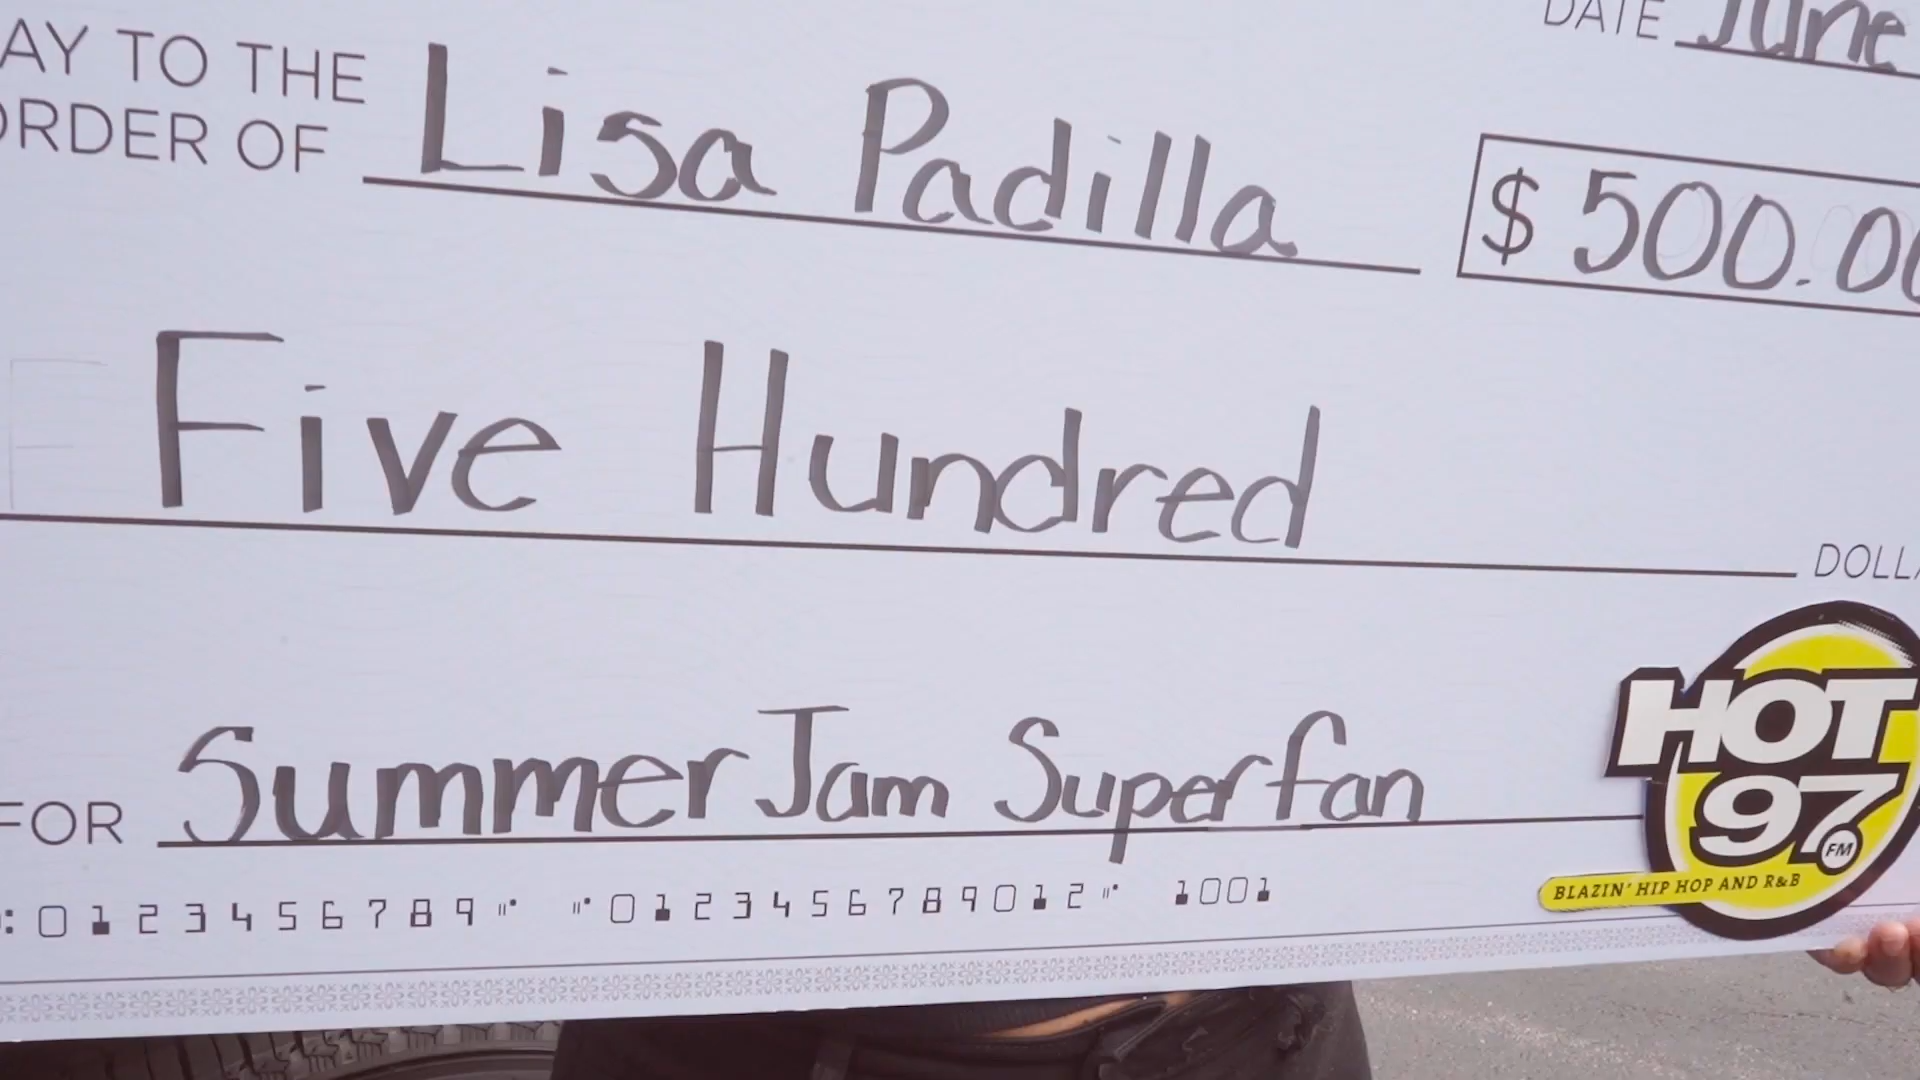 DATE June
AY TO THE
ORDER OF Lisa Padilla $ 500.00
Five Hundred DOLLA
FOR Summer Jam Superfan
HOT
97
FM
BLAZIN' HIP HOP AND R&B
0123456789 "' "' 0123456789012 "' 1001